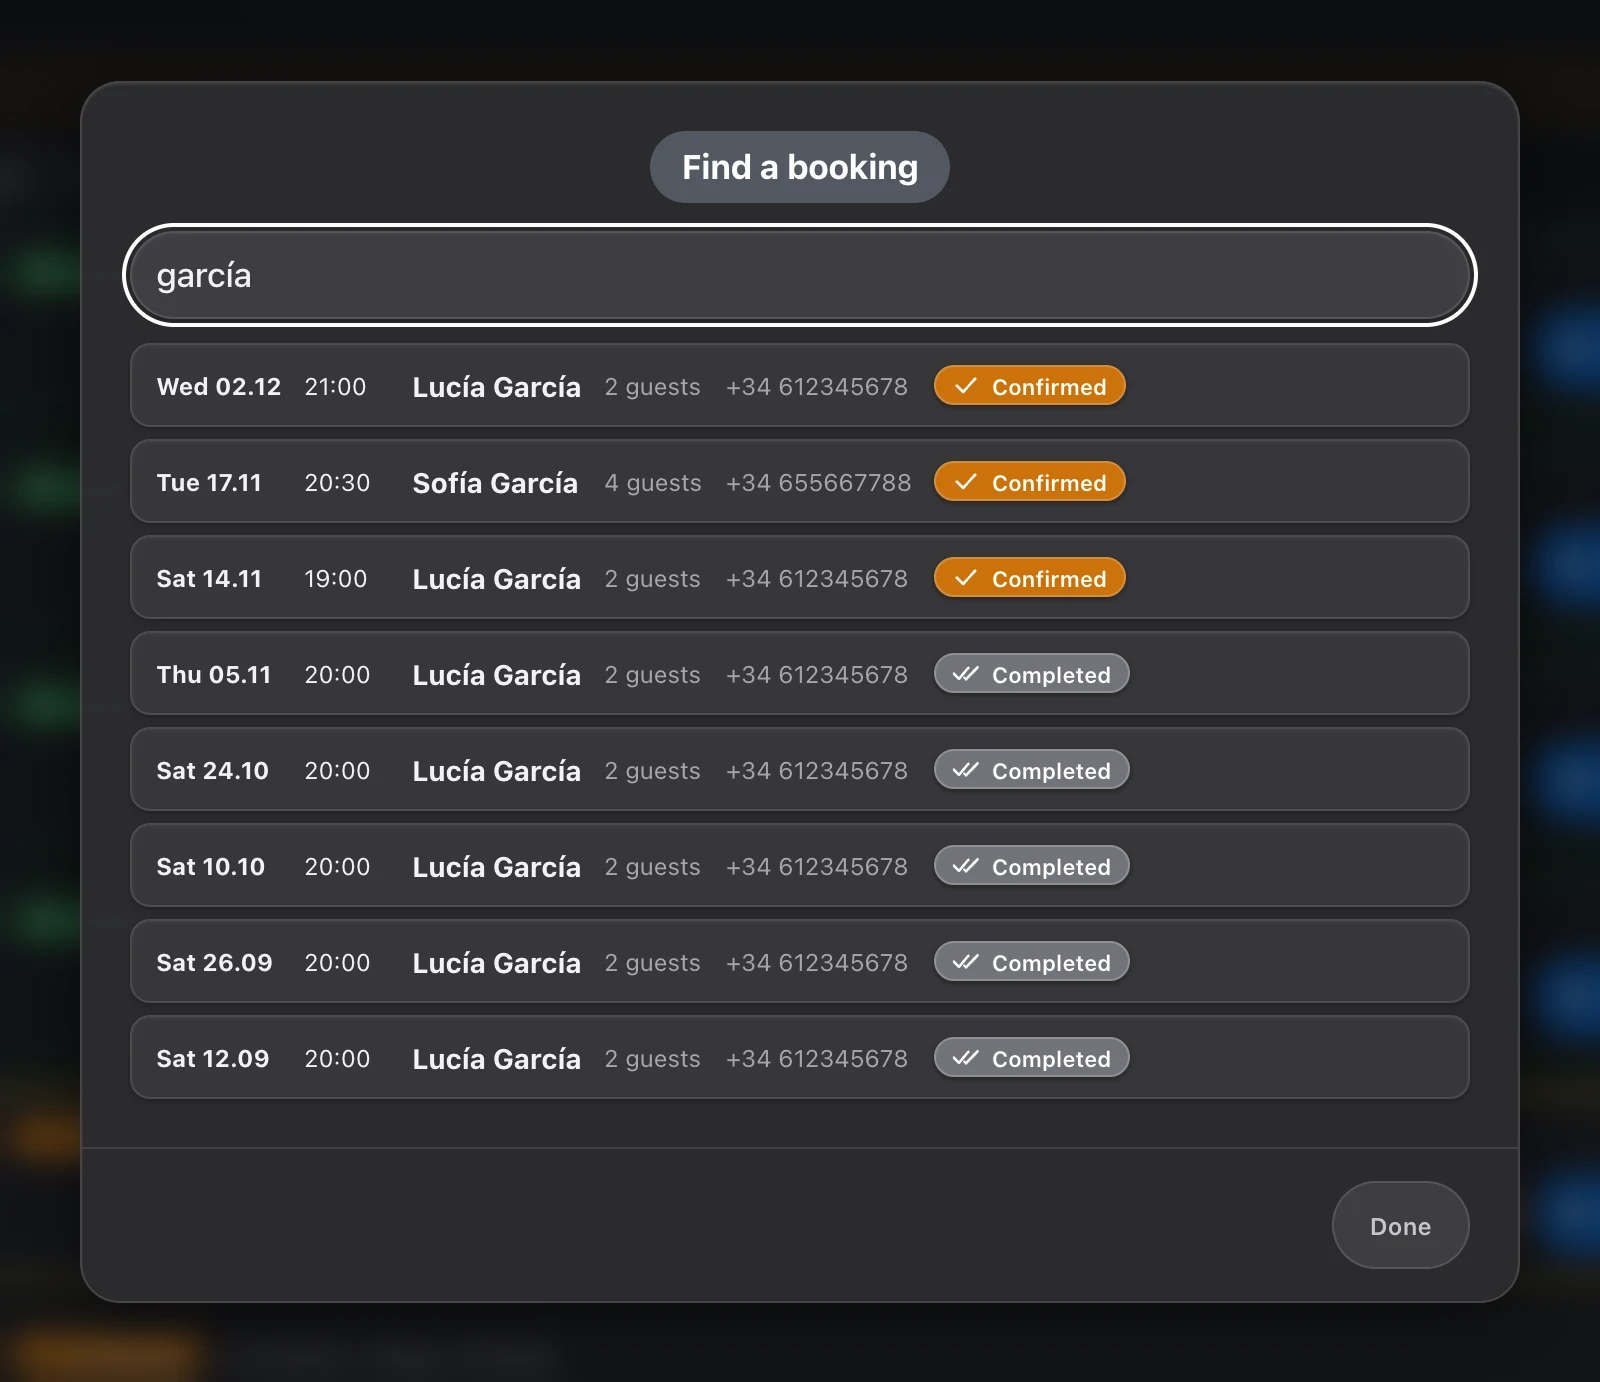 Find a booking
garcía
Wed 02.12 21:00 Lucía García 2 guests +34 612345678 Confirmed
Tue 17.11 20:30 Sofía García 4 guests +34 655667788 Confirmed
Sat 14.11 19:00 Lucía García 2 guests +34 612345678 Confirmed
Thu 05.11 20:00 Lucía García 2 guests +34 612345678 Completed
Sat 24.10 20:00 Lucía García 2 guests +34 612345678 Completed
Sat 10.10 20:00 Lucía García 2 guests +34 612345678 Completed
Sat 26.09 20:00 Lucía García 2 guests +34 612345678 Completed
Sat 12.09 20:00 Lucía García 2 guests +34 612345678 Completed
Done